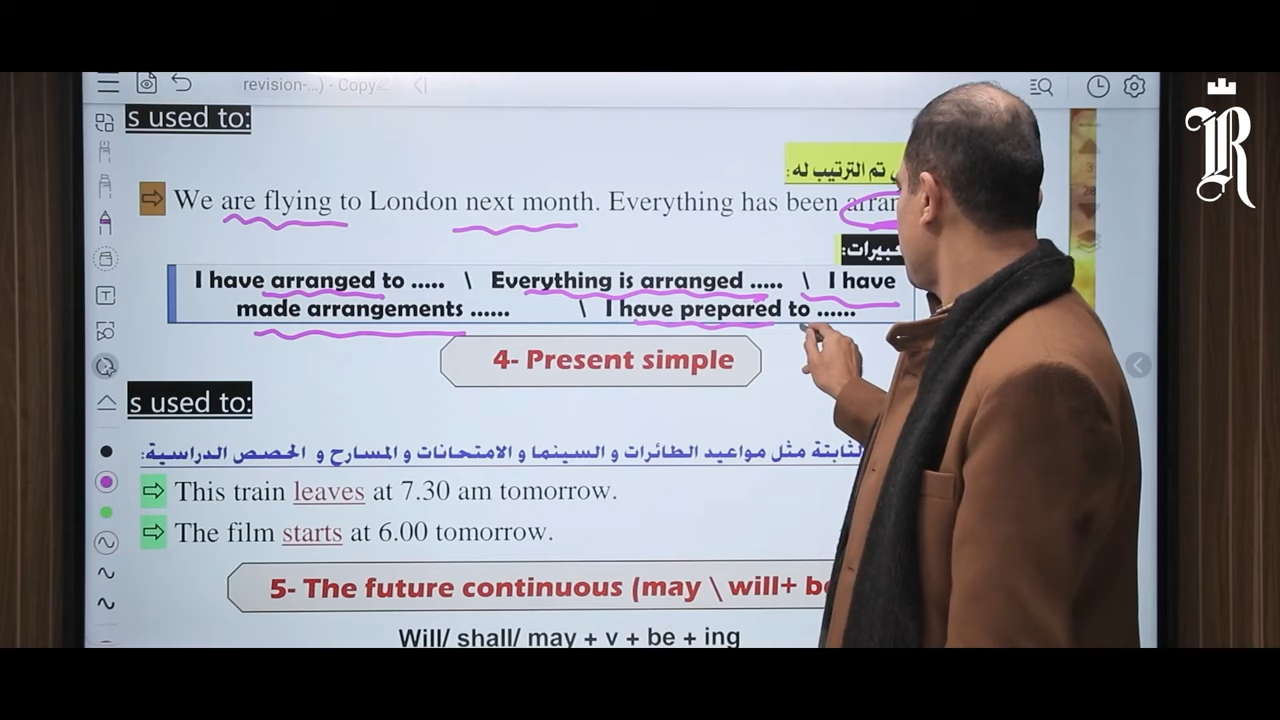 revision-...) - Copy
s used to:
تم الترتيب له:
We are flying to London next month. Everything has been arran
I have arranged to ..... \ Everything is arranged ..... \ I have
made arrangements ...... \ I have prepared to ......
4- Present simple
s used to:
الثابتة مثل مواعيد الطائرات و السينما و الامتحانات و المسارح و الحصص الدراسية:
This train leaves at 7.30 am tomorrow.
The film starts at 6.00 tomorrow.
5- The future continuous (may \ will+ b
Will/ shall/ may + v + be + ing
R